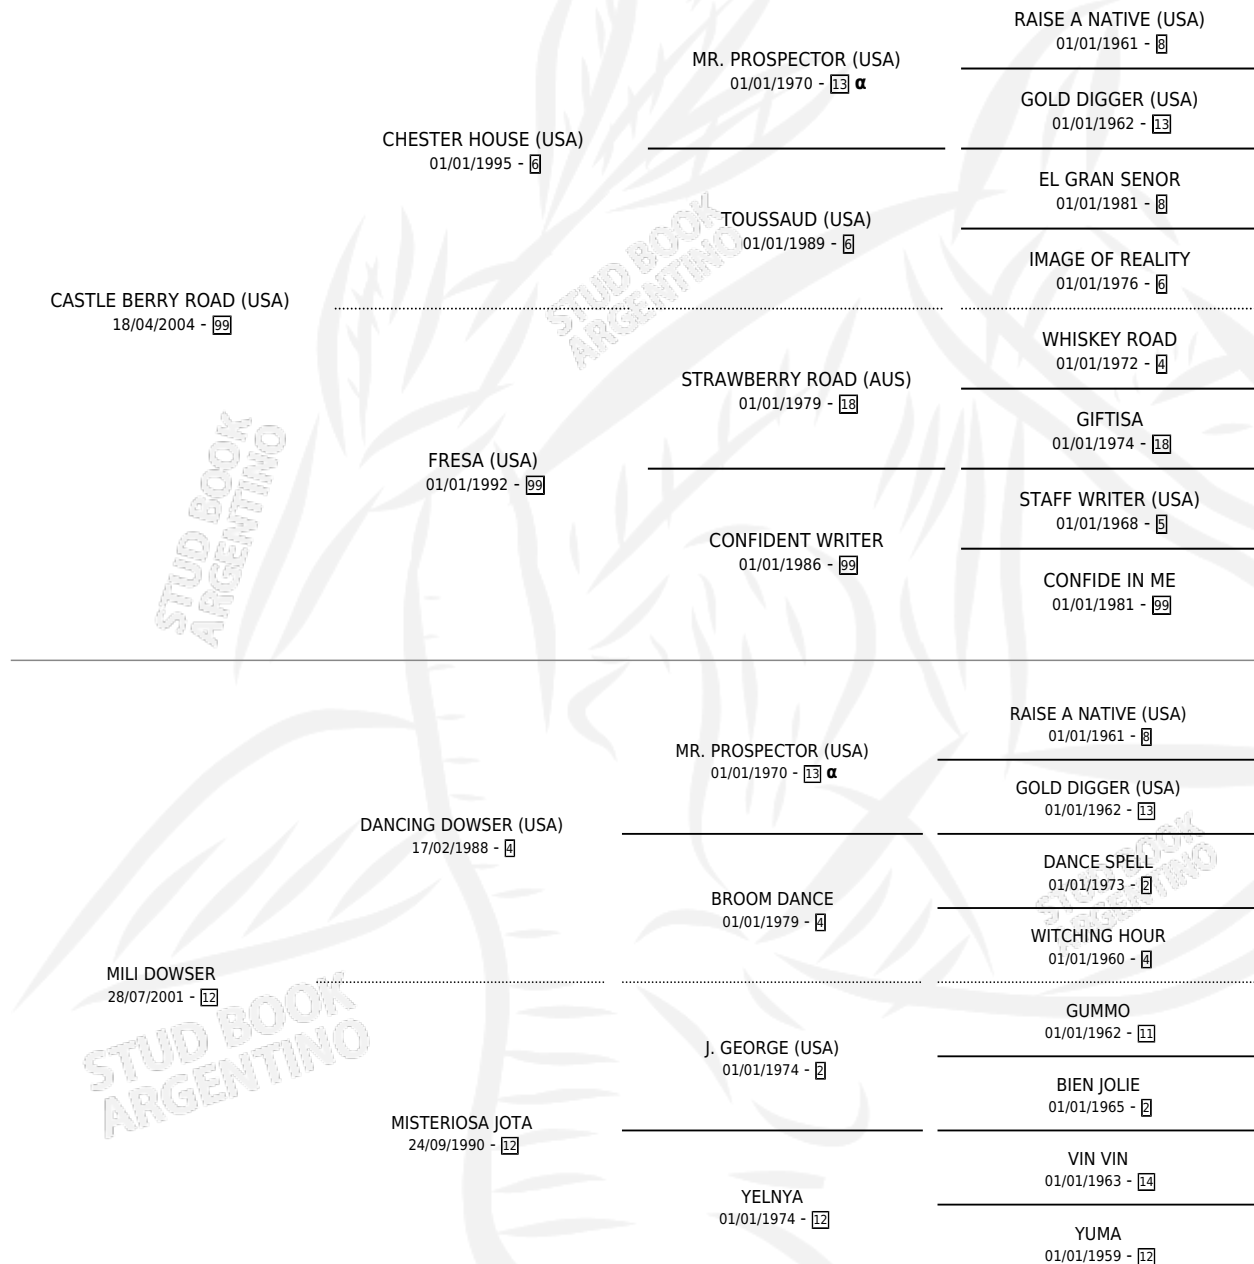 RAISE A NATIVE (USA)
01/01/1961 - 8
MR. PROSPECTOR (USA)
01/01/1970 - 13 α
GOLD DIGGER (USA)
01/01/1962 - 13
CHESTER HOUSE (USA)
01/01/1995 - 6
EL GRAN SENOR
01/01/1981 - 8
TOUSSAUD (USA)
01/01/1989 - 6
IMAGE OF REALITY
01/01/1976 - 6
CASTLE BERRY ROAD (USA)
18/04/2004 - 99
WHISKEY ROAD
01/01/1972 - 4
STRAWBERRY ROAD (AUS)
01/01/1979 - 18
GIFTISA
01/01/1974 - 18
FRESA (USA)
01/01/1992 - 99
STAFF WRITER (USA)
01/01/1968 - 5
CONFIDENT WRITER
01/01/1986 - 99
CONFIDE IN ME
01/01/1981 - 99
RAISE A NATIVE (USA)
01/01/1961 - 8
MR. PROSPECTOR (USA)
01/01/1970 - 13 α
GOLD DIGGER (USA)
01/01/1962 - 13
DANCING DOWSER (USA)
17/02/1988 - 4
DANCE SPELL
01/01/1973 - 2
BROOM DANCE
01/01/1979 - 4
WITCHING HOUR
01/01/1960 - 4
MILI DOWSER
28/07/2001 - 12
GUMMO
01/01/1962 - 11
J. GEORGE (USA)
01/01/1974 - 2
BIEN JOLIE
01/01/1965 - 2
MISTERIOSA JOTA
24/09/1990 - 12
VIN VIN
01/01/1963 - 14
YELNYA
01/01/1974 - 12
YUMA
01/01/1959 - 12
STUD BOOK
ARGENTINO
STUD BOOK
ARGENTINO
STUD BOOK
ARGENTINO
STUD BOOK
ARGENTINO